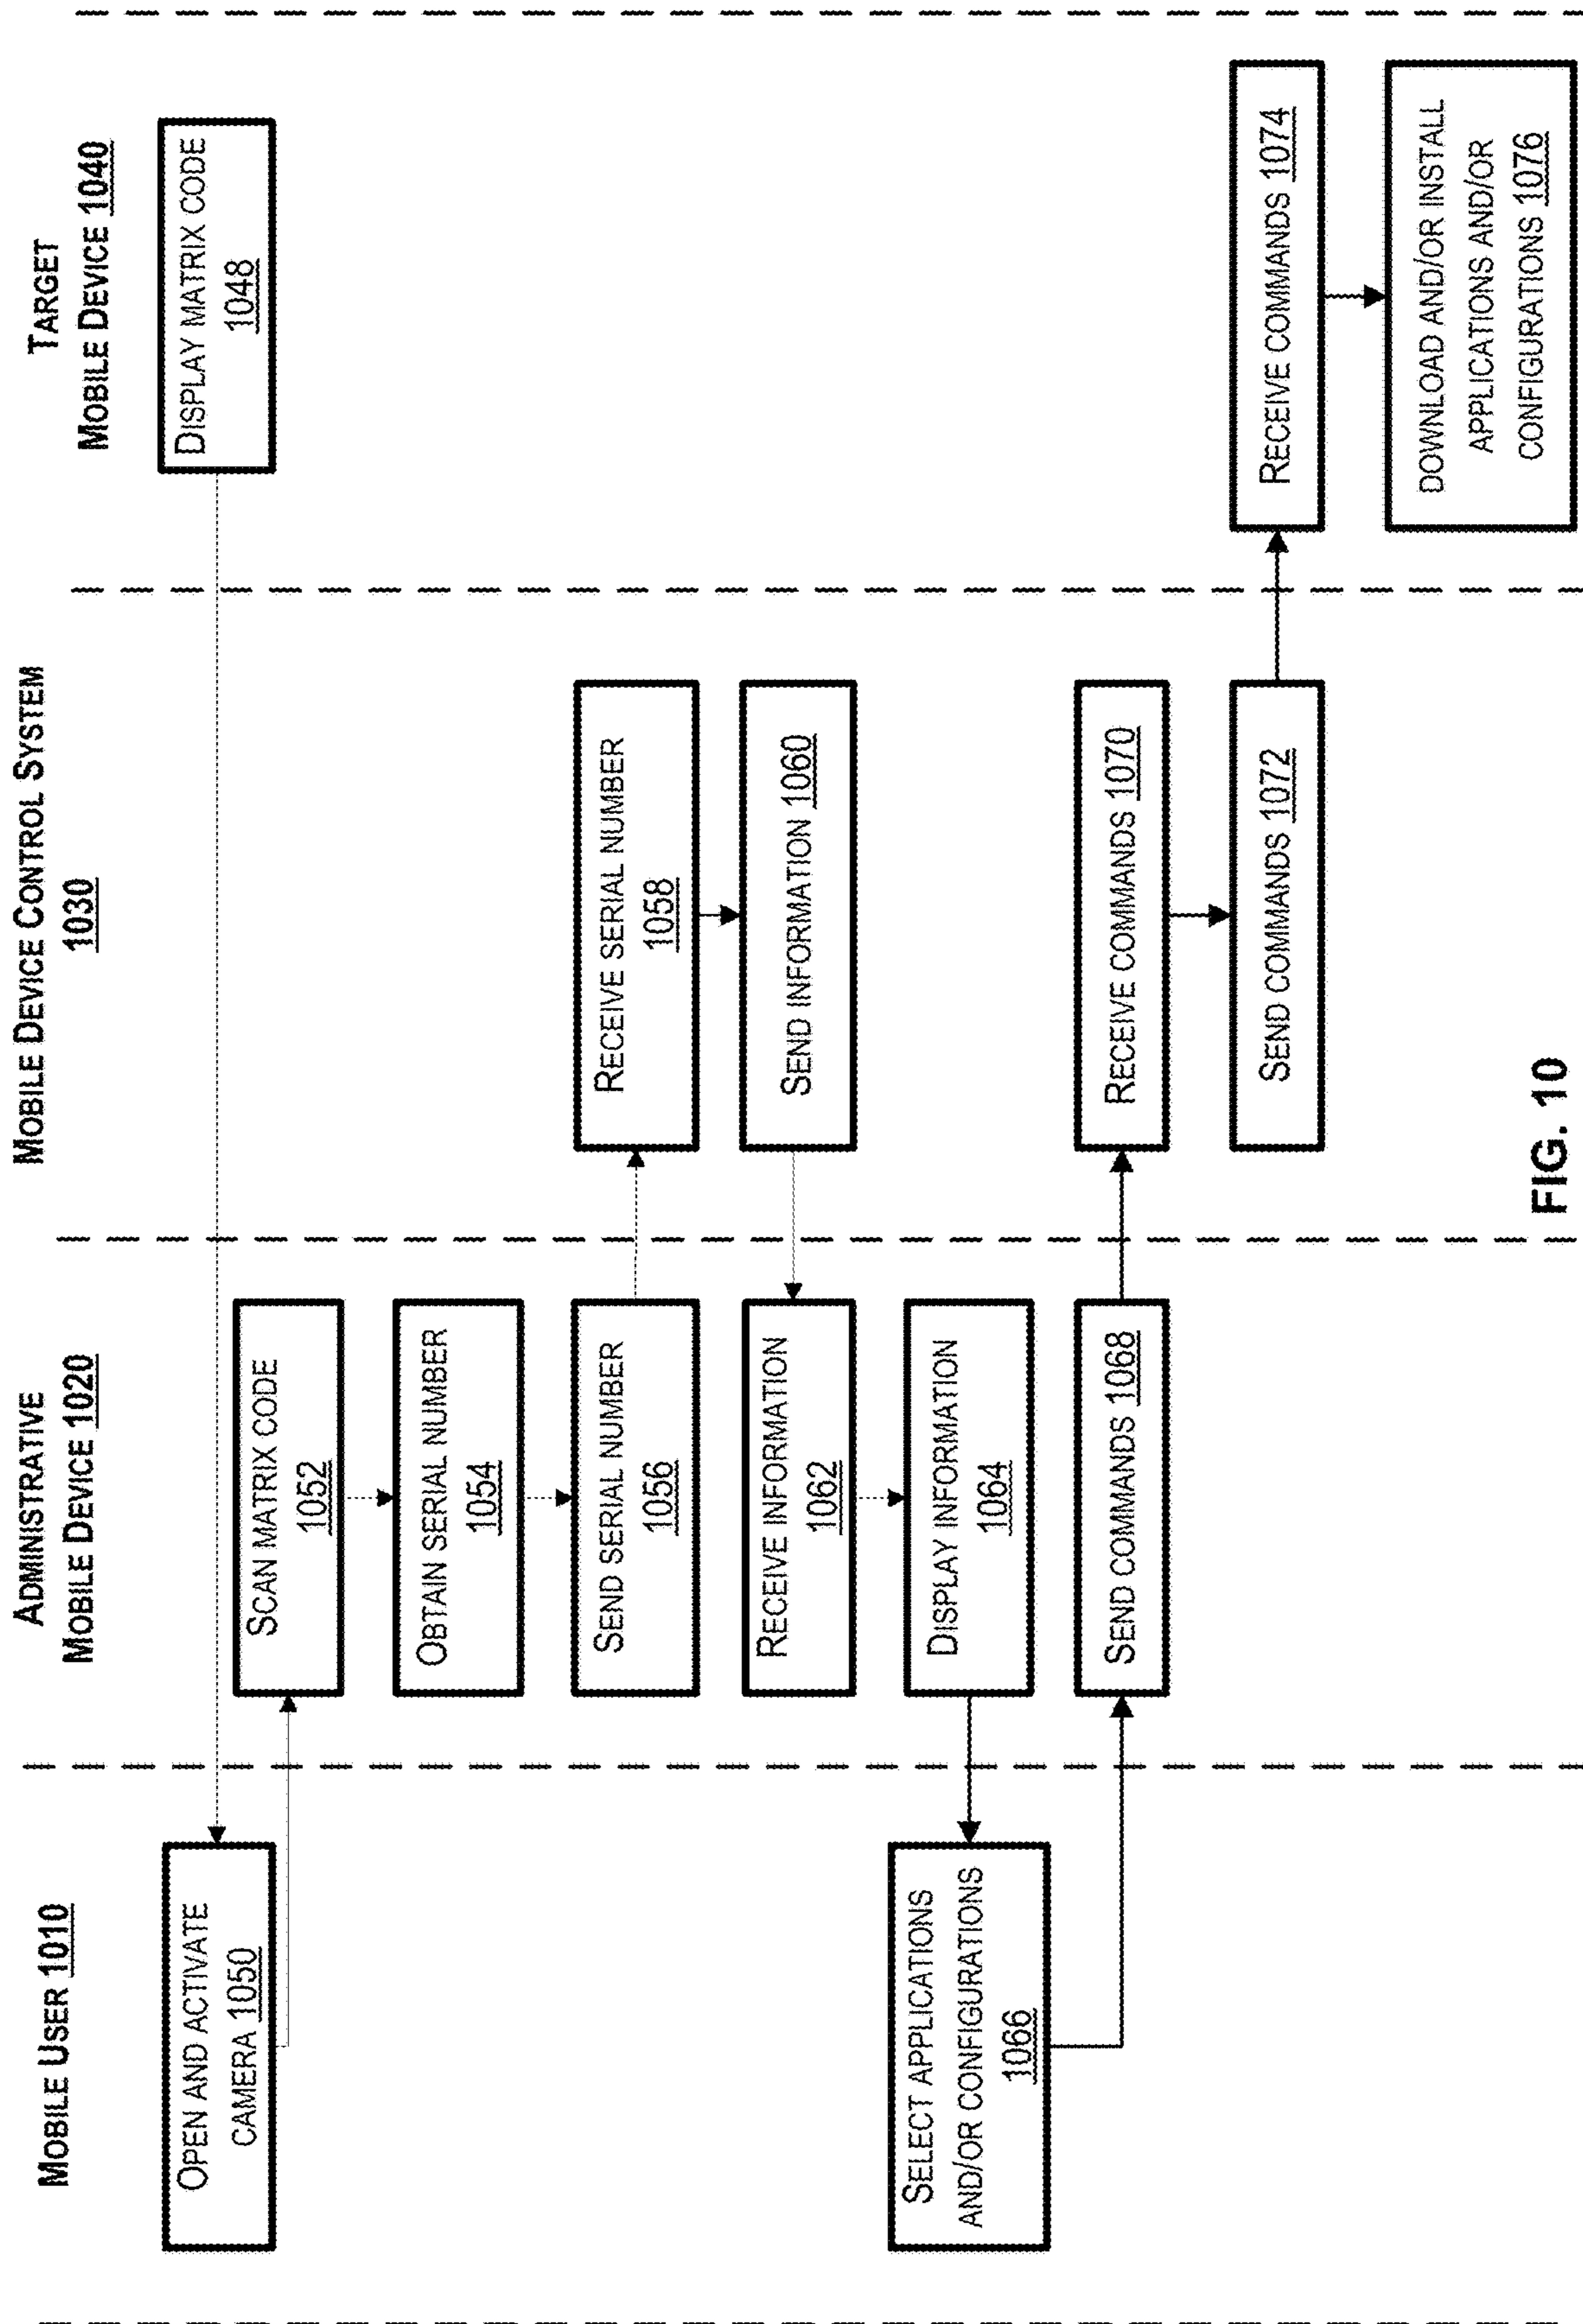 MOBILE USER 1010
ADMINISTRATIVE
MOBILE DEVICE 1020
MOBILE DEVICE CONTROL SYSTEM
1030
TARGET
MOBILE DEVICE 1040
DISPLAY MATRIX CODE
1048
OPEN AND ACTIVATE
CAMERA 1050
SCAN MATRIX CODE
1052
OBTAIN SERIAL NUMBER
1054
SEND SERIAL NUMBER
1056
RECEIVE SERIAL NUMBER
1058
SEND INFORMATION 1060
RECEIVE INFORMATION
1062
DISPLAY INFORMATION
1064
SELECT APPLICATIONS
AND/OR CONFIGURATIONS
1066
SEND COMMANDS 1068
RECEIVE COMMANDS 1070
SEND COMMANDS 1072
RECEIVE COMMANDS 1074
DOWNLOAD AND/OR INSTALL
APPLICATIONS AND/OR
CONFIGURATIONS 1076
FIG. 10